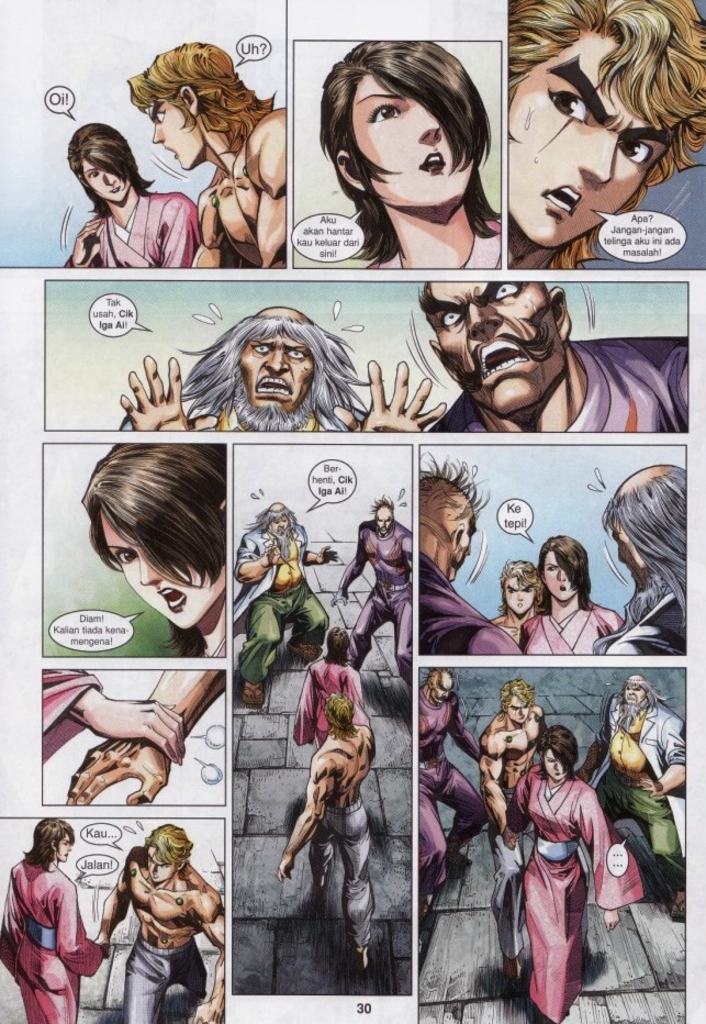 Oi!
Uh?
Aku
akan hantar
kau keluar dari
sini!
Apa?
Jangan-jangan
telinga aku ini ada
masalah!
Tak
usah, Cik
Iga Ai!
Diam!
Kalian tiada kena-
mengena!
Ber-
henti, Cik
Iga Ai!
Ke
tepi!
Kau...
Jalan!
...
...
30